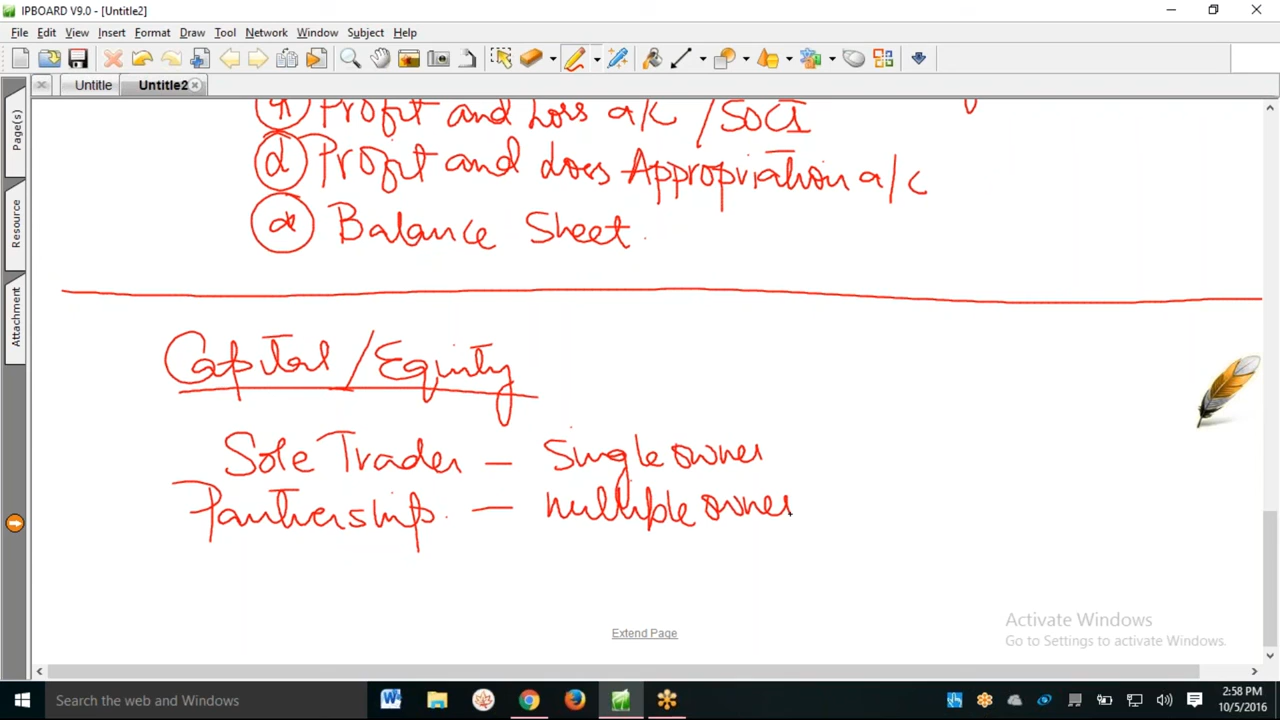 IPBOARD V9.0 - [Untitle2]
File Edit View Insert Format Draw Tool Network Window Subject Help
Untitle Untitle2
Page(s)
Resource
Attachment
Profit and Loss a/c / SOCI
Profit and Loss Appropriation a/c
Balance Sheet.
Capital / Equity
Sole Trader – Single owner
Partnership. – Multiple owner
Extend Page
Activate Windows
Go to Settings to activate Windows.
Search the web and Windows
2:58 PM
10/5/2016